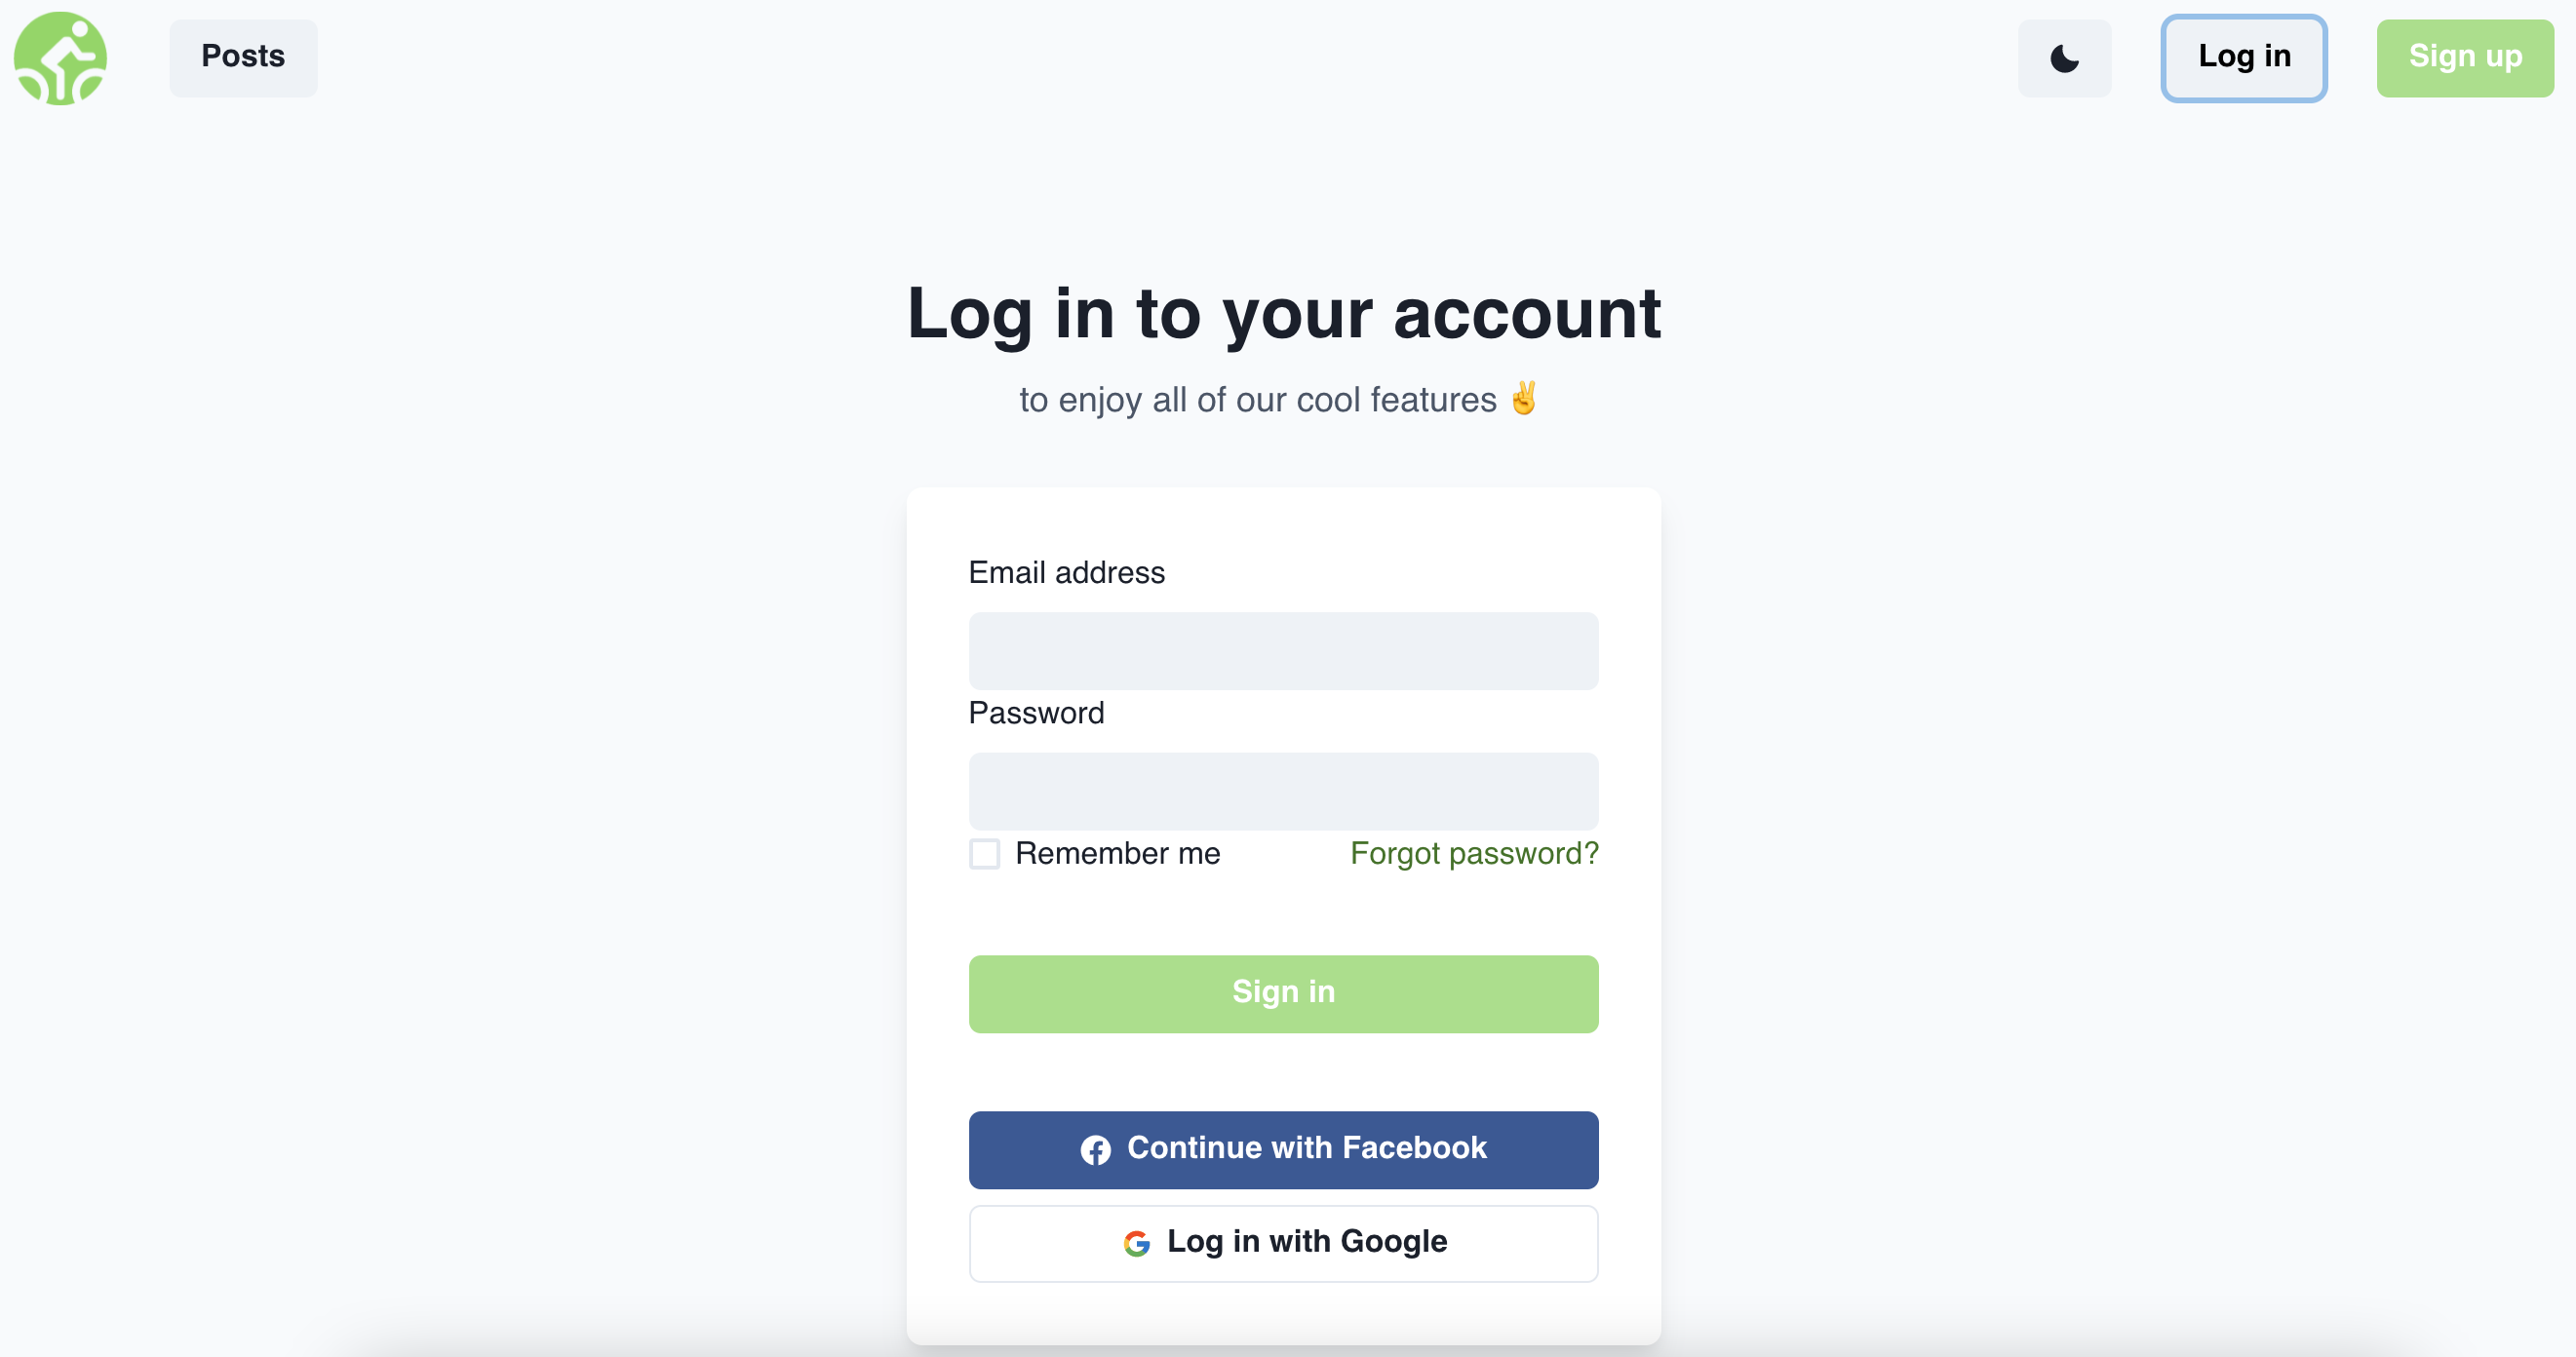 Posts
Log in
Sign up
Log in to your account
to enjoy all of our cool features ✌️
Email address
Password
Remember me
Forgot password?
Sign in
Continue with Facebook
Log in with Google